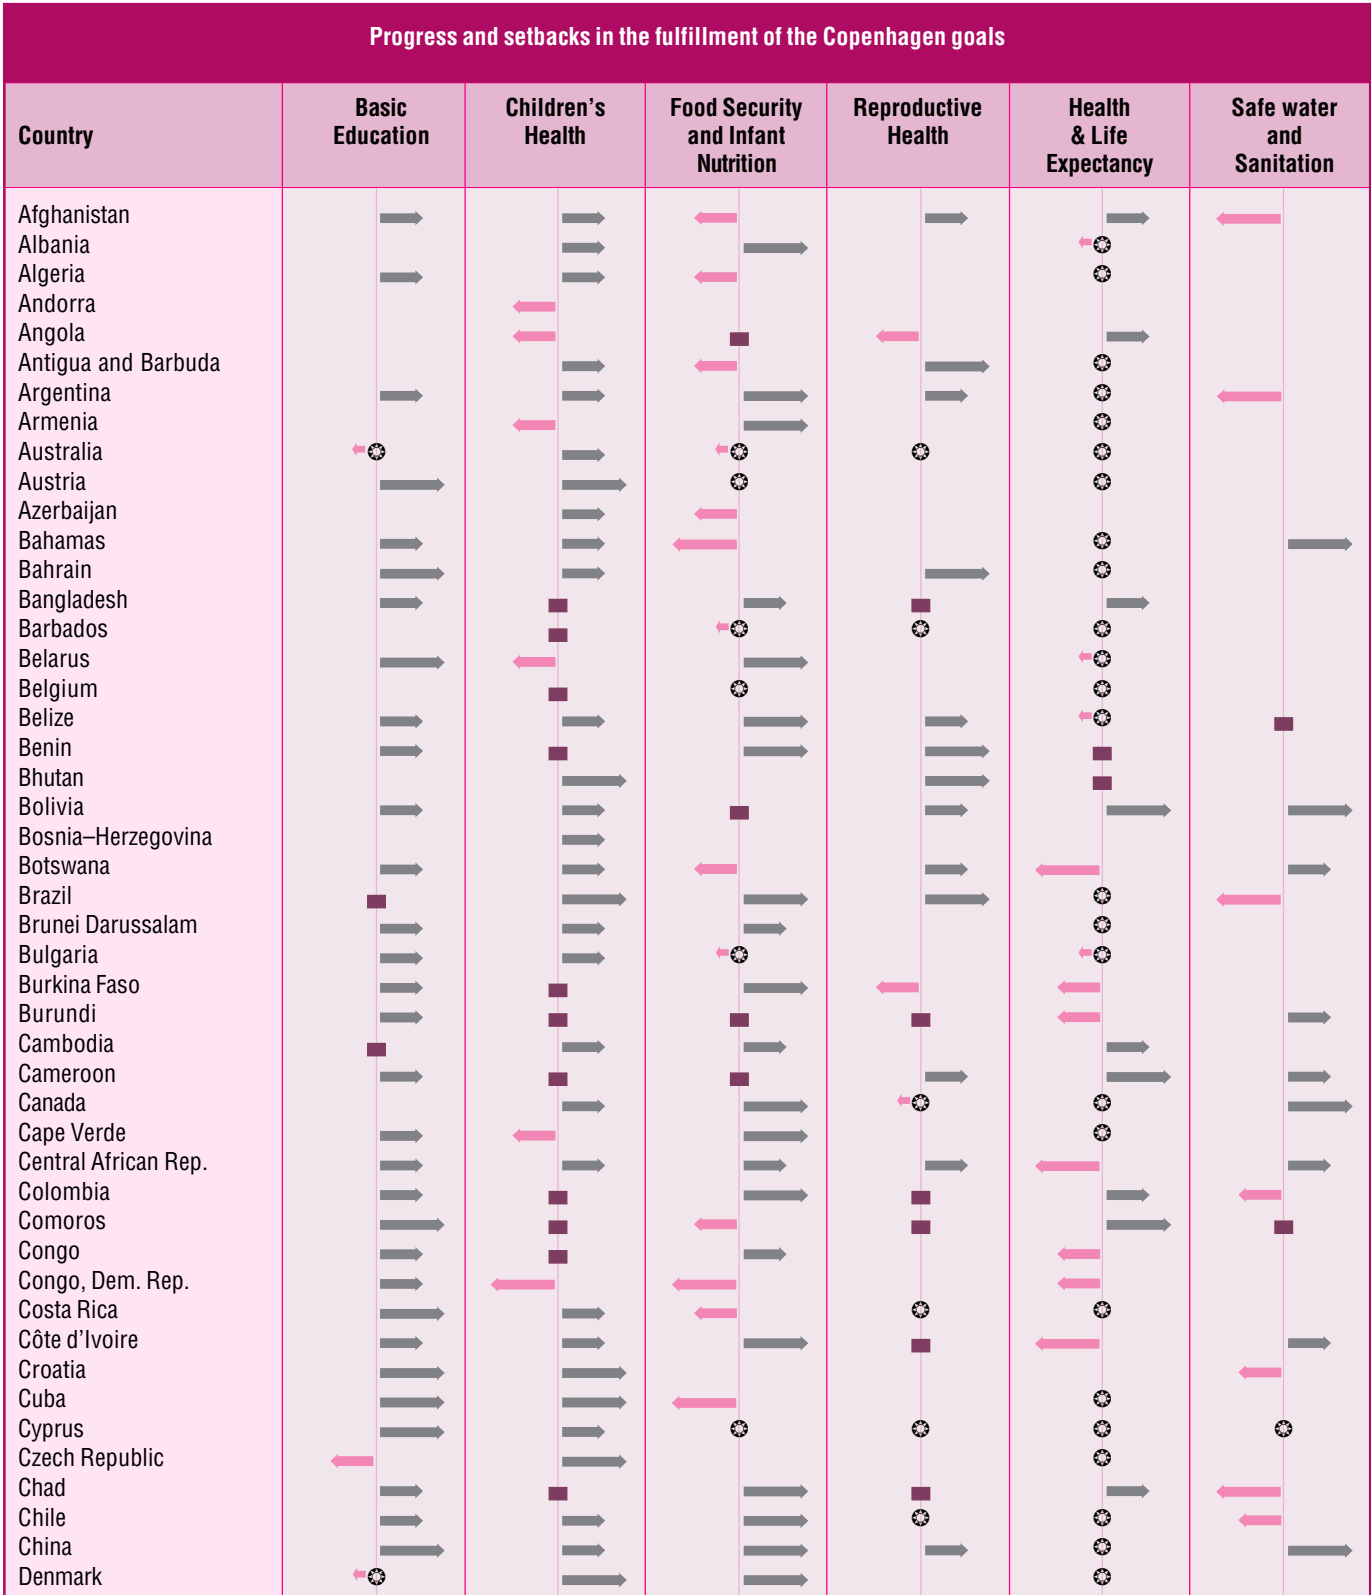 Progress and setbacks in the fulfillment of the Copenhagen goals
Country
Basic
Education
Children's
Health
Food Security
and Infant
Nutrition
Reproductive
Health
Health
& Life
Expectancy
Safe water
and
Sanitation
Afghanistan
Albania
Algeria
Andorra
Angola
Antigua and Barbuda
Argentina
Armenia
Australia
Austria
Azerbaijan
Bahamas
Bahrain
Bangladesh
Barbados
Belarus
Belgium
Belize
Benin
Bhutan
Bolivia
Bosnia–Herzegovina
Botswana
Brazil
Brunei Darussalam
Bulgaria
Burkina Faso
Burundi
Cambodia
Cameroon
Canada
Cape Verde
Central African Rep.
Colombia
Comoros
Congo
Congo, Dem. Rep.
Costa Rica
Côte d'Ivoire
Croatia
Cuba
Cyprus
Czech Republic
Chad
Chile
China
Denmark